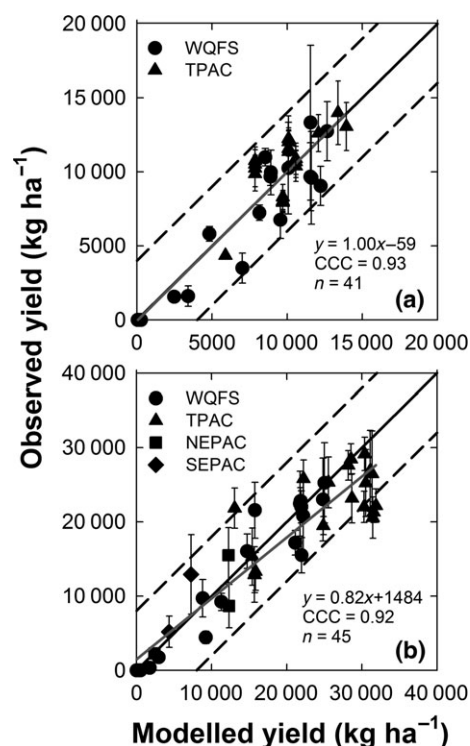 20 000
15 000
10 000
5000
0
WQFS
TPAC
y = 1.00x–59
CCC = 0.93
n = 41
(a)
0 5000 10 000 15 000 20 000
40 000
30 000
20 000
10 000
0
WQFS
TPAC
NEPAC
SEPAC
y = 0.82x+1484
CCC = 0.92
n = 45
(b)
0 10 000 20 000 30 000 40 000
Observed yield (kg ha⁻¹)
Modelled yield (kg ha⁻¹)